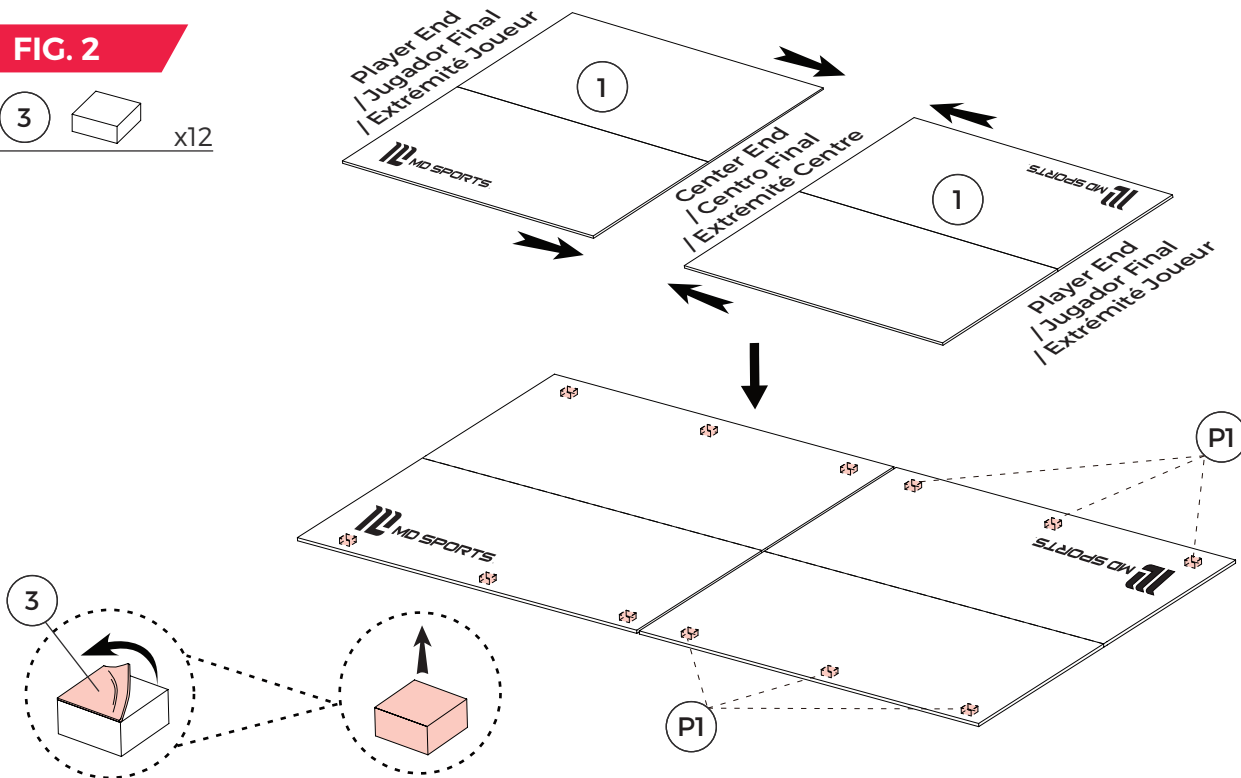 FIG. 2
3
x12
Player End
/ Jugador Final
/ Extrémité Joueur
1
MD SPORTS
Center End
/ Centro Final
/ Extrémité Centre
MD SPORTS
1
Player End
/ Jugador Final
/ Extrémité Joueur
P1
MD SPORTS
MD SPORTS
3
P1